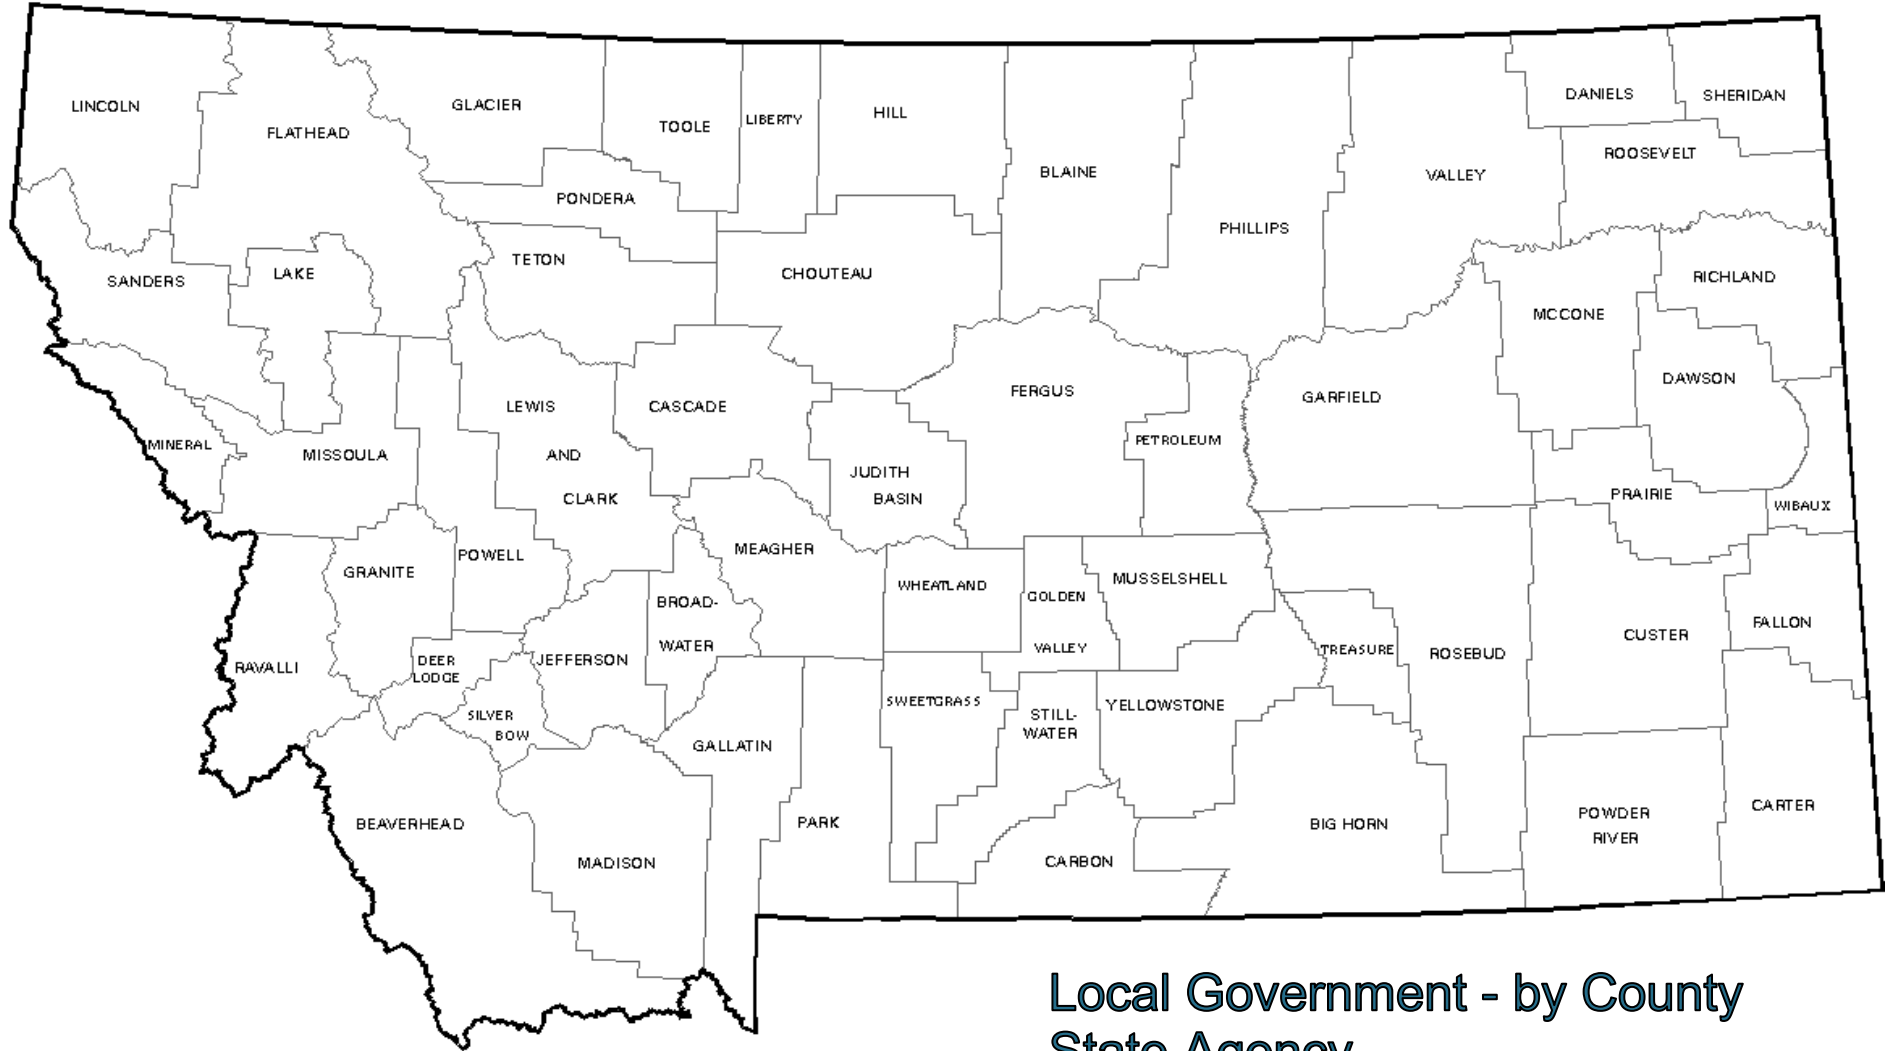 LINCOLN
FLATHEAD
GLACIER
TOOLE
LIBERTY
HILL
BLAINE
PHILLIPS
VALLEY
DANIELS
SHERIDAN
ROOSEVELT
PONDERA
TETON
CHOUTEAU
SANDERS
LAKE
RICHLAND
MCCONE
DAWSON
GARFIELD
FERGUS
PETROLEUM
CASCADE
LEWIS
AND
CLARK
MINERAL
MISSOULA
JUDITH
BASIN
PRAIRIE
WIBAUX
POWELL
GRANITE
MEAGHER
WHEATLAND
GOLDEN
VALLEY
MUSSELSHELL
BROAD-
WATER
RAVALLI
DEER
LODGE
JEFFERSON
TREASURE
ROSEBUD
CUSTER
FALLON
SILVER
BOW
SWEETGRASS
STILL-
WATER
YELLOWSTONE
GALLATIN
BEAVERHEAD
MADISON
PARK
CARBON
BIG HORN
POWDER
RIVER
CARTER
Local Government - by County
State Agency